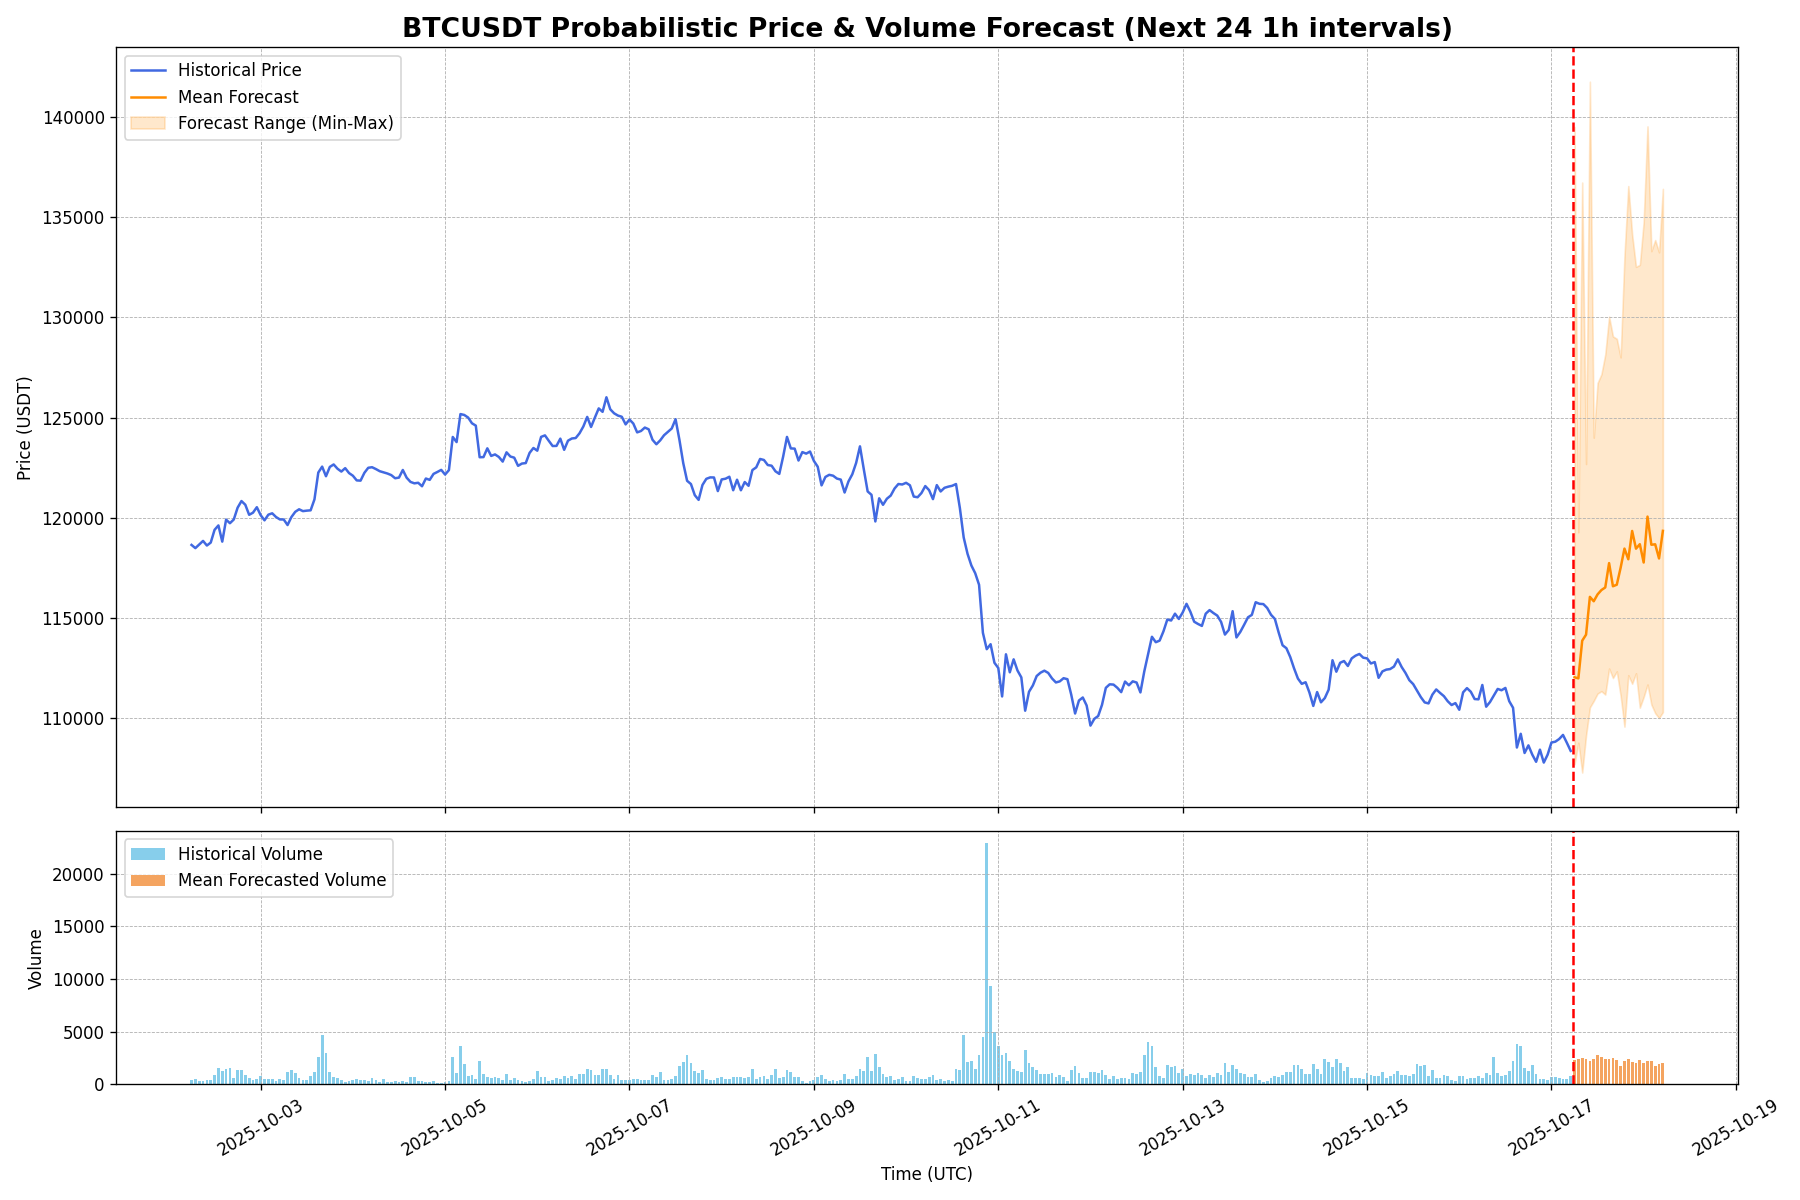 BTCUSDT Probabilistic Price & Volume Forecast (Next 24 1h intervals)
Historical Price
Mean Forecast
Forecast Range (Min-Max)
140000
135000
130000
125000
120000
115000
110000
Price (USDT)
Historical Volume
Mean Forecasted Volume
20000
15000
10000
5000
0
Volume
2025-10-03
2025-10-05
2025-10-07
2025-10-09
2025-10-11
2025-10-13
2025-10-15
2025-10-17
2025-10-19
Time (UTC)